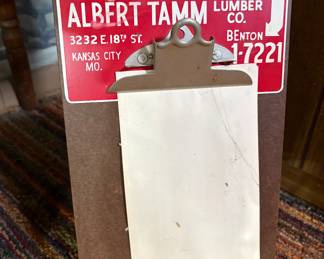 ALBERT TAMM LUMBER CO.
3232 E. 18TH ST. BENTON
KANSAS CITY 1-7221
MO.